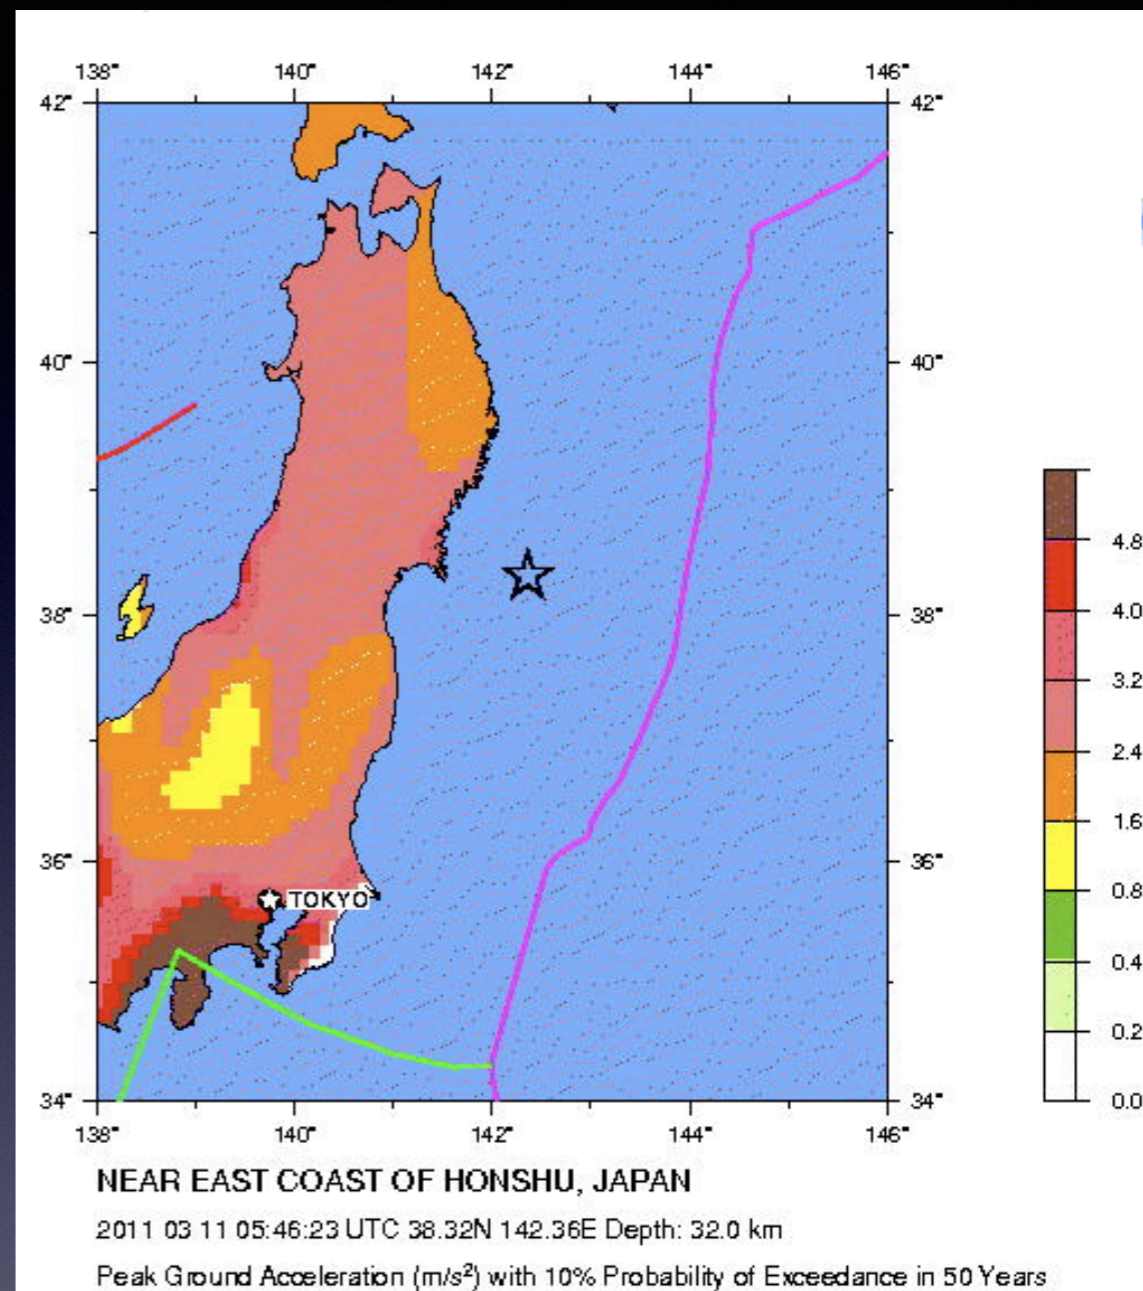 138° 140° 142° 144° 146°
42° 42°
40° 40°
4.8
4.0
38° 38°
3.2
2.4
1.6
36° 36°
0.8
TOKYO
0.4
0.2
34° 34°
0.0
138° 140° 142° 144° 146°
NEAR EAST COAST OF HONSHU, JAPAN
2011 03 11 05:46:23 UTC 38.32N 142.36E Depth: 32.0 km
Peak Ground Acceleration (m/s²) with 10% Probability of Exceedance in 50 Years